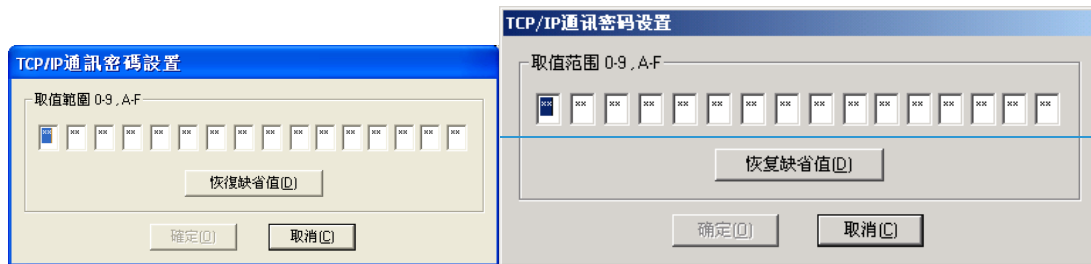 TCP/IP通訊密碼設置
取值範圍 0-9 , A-F
** ** ** ** ** ** ** ** ** ** ** ** ** ** ** **
恢復缺省值(D)
確定(O) 取消(C)
TCP/IP通讯密码设置
取值范围 0-9 , A-F
** ** ** ** ** ** ** ** ** ** ** ** ** ** ** **
恢复缺省值(D)
确定(O) 取消(C)